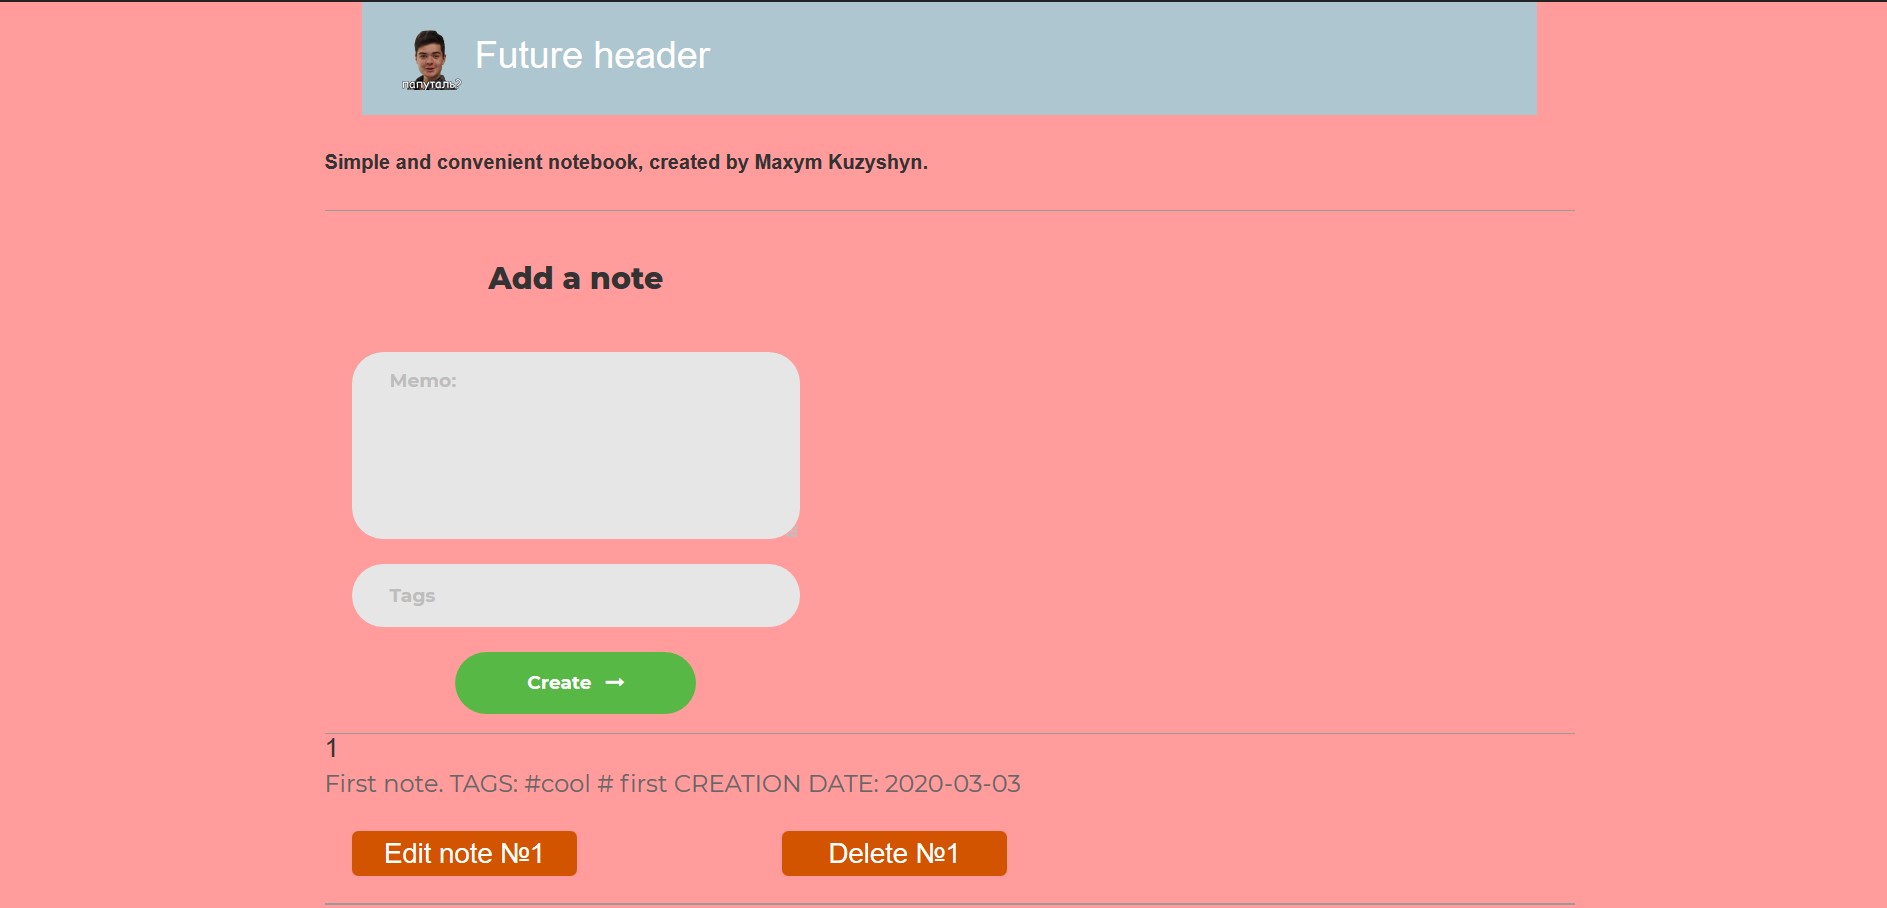 папуталь?
Future header
Simple and convenient notebook, created by Maxym Kuzyshyn.
Add a note
Memo:
Tags
Create
1
First note. TAGS: #cool # first CREATION DATE: 2020-03-03
Edit note №1
Delete №1